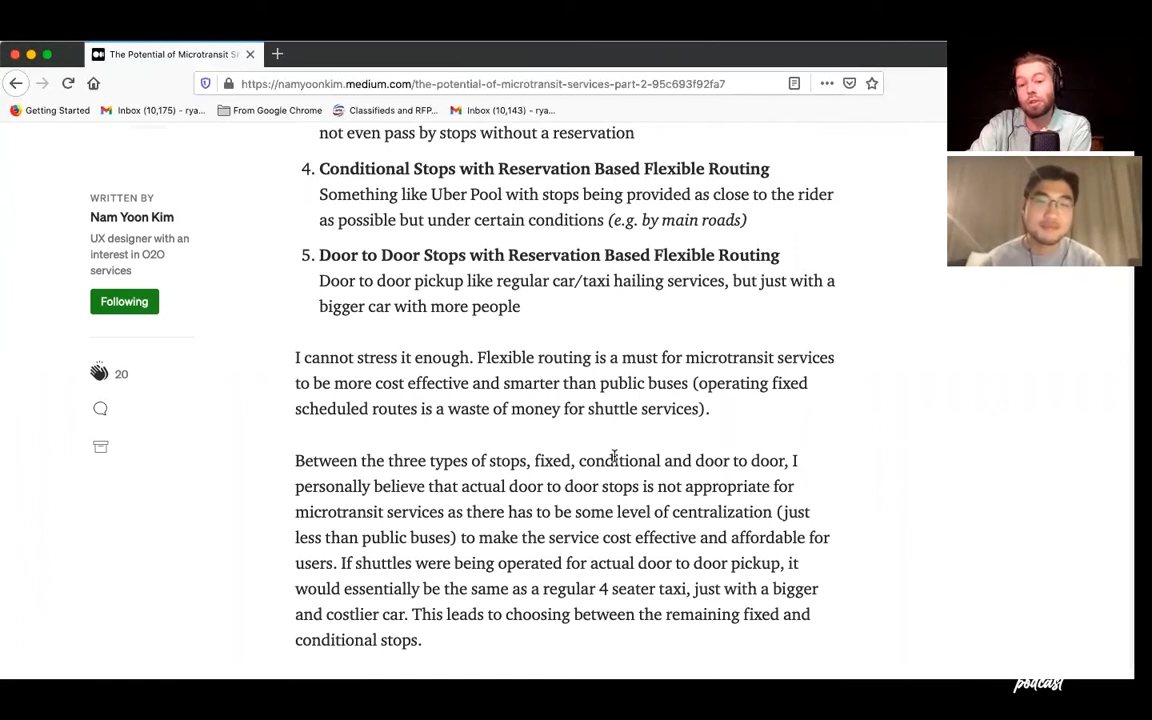 The Potential of Microtransit S
https://namyoonkim.medium.com/the-potential-of-microtransit-services-part-2-95c693f92fa7
Getting Started
Inbox (10,175) - rya...
From Google Chrome
Classifieds and RFP...
Inbox (10,143) - rya...
not even pass by stops without a reservation
4. Conditional Stops with Reservation Based Flexible Routing
Something like Uber Pool with stops being provided as close to the rider
as possible but under certain conditions (e.g. by main roads)
5. Door to Door Stops with Reservation Based Flexible Routing
Door to door pickup like regular car/taxi hailing services, but just with a
bigger car with more people
WRITTEN BY
Nam Yoon Kim
UX designer with an
interest in O2O
services
Following
20
I cannot stress it enough. Flexible routing is a must for microtransit services
to be more cost effective and smarter than public buses (operating fixed
scheduled routes is a waste of money for shuttle services).
Between the three types of stops, fixed, conditional and door to door, I
personally believe that actual door to door stops is not appropriate for
microtransit services as there has to be some level of centralization (just
less than public buses) to make the service cost effective and affordable for
users. If shuttles were being operated for actual door to door pickup, it
would essentially be the same as a regular 4 seater taxi, just with a bigger
and costlier car. This leads to choosing between the remaining fixed and
conditional stops.
podcast